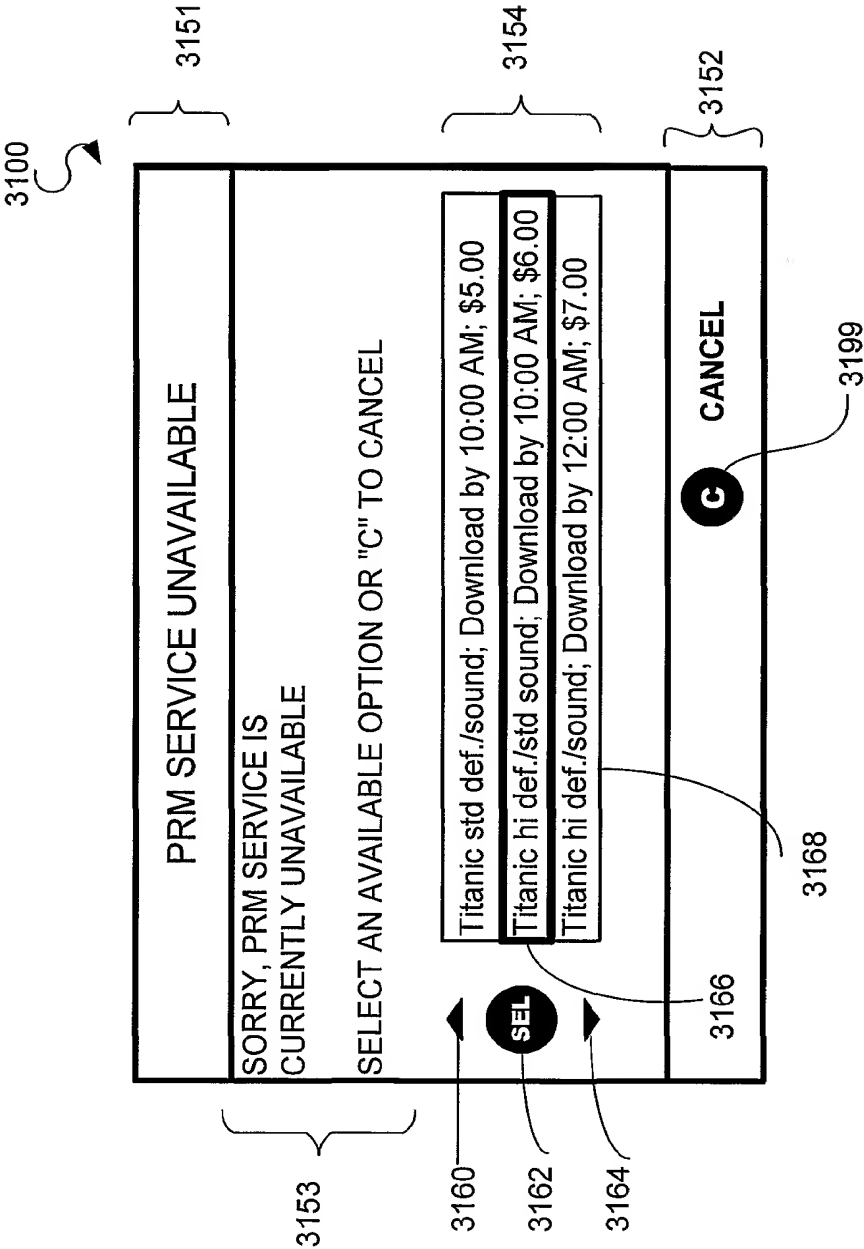 3100
PRM SERVICE UNAVAILABLE
3151
SORRY, PRM SERVICE IS
CURRENTLY UNAVAILABLE
3153
SELECT AN AVAILABLE OPTION OR "C" TO CANCEL
3160
Titanic std def./sound; Download by 10:00 AM; $5.00
3154
SEL
3162
Titanic hi def./std sound; Download by 10:00 AM; $6.00
3164
Titanic hi def./sound; Download by 12:00 AM; $7.00
3166
3168
C CANCEL
3152
3199